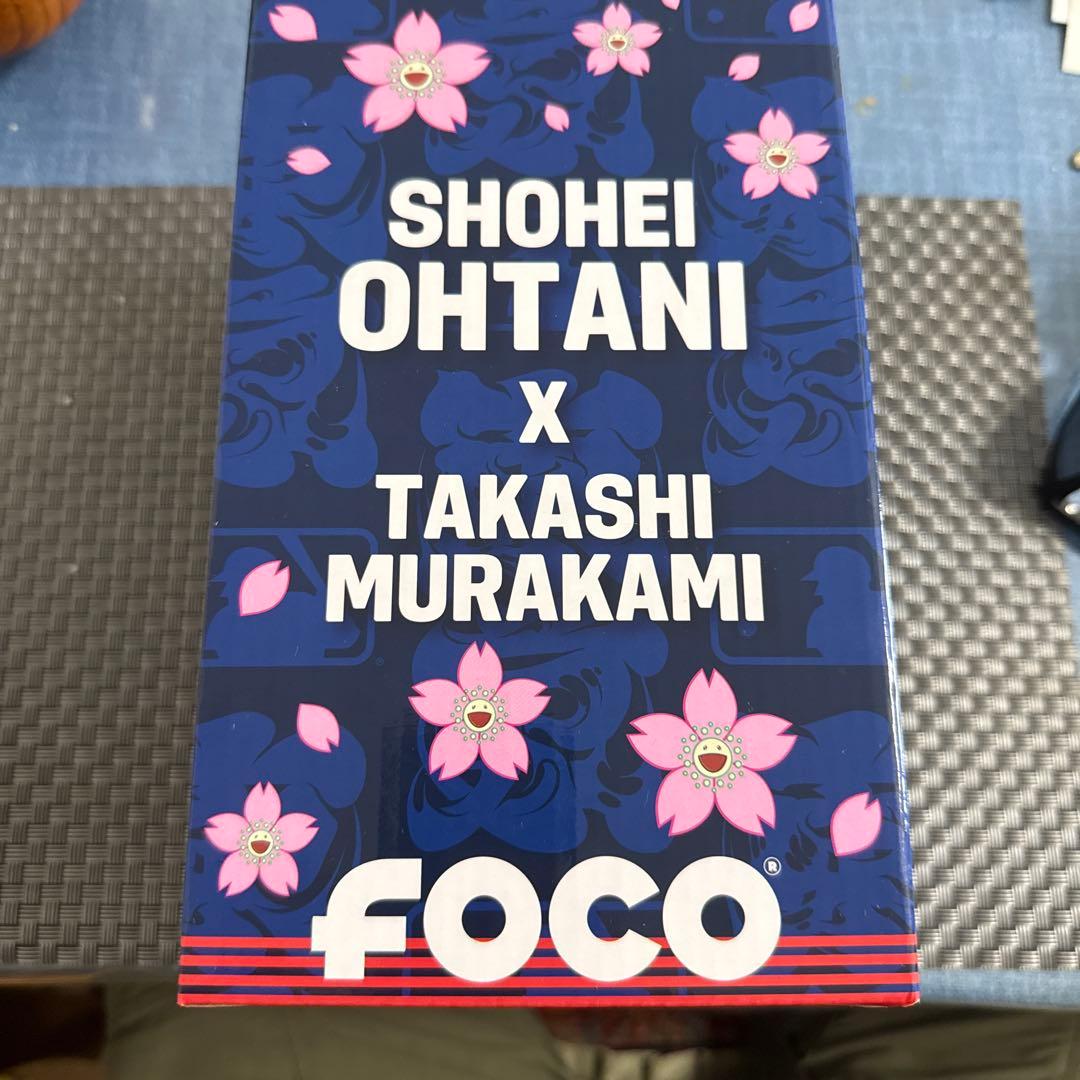 SHOHEI
OHTANI
X
TAKASHI
MURAKAMI
FOCO®